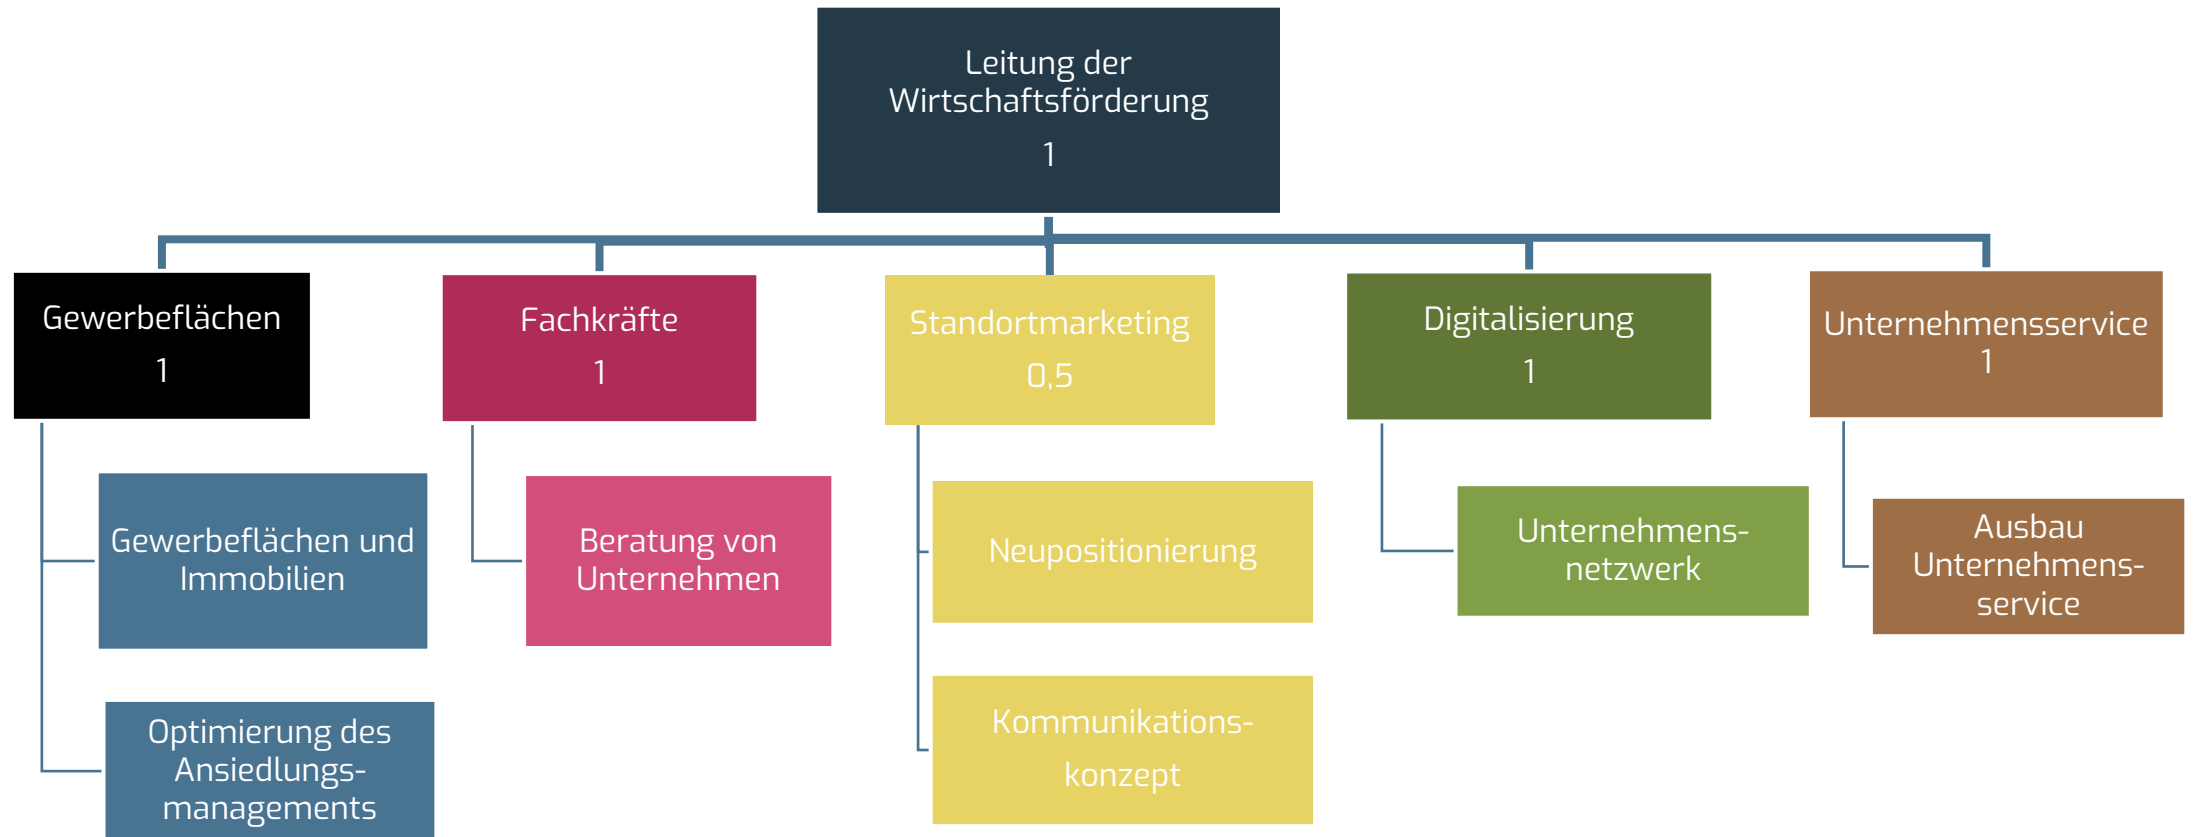 Leitung der
Wirtschaftsförderung
1
Gewerbeflächen
1
Fachkräfte
1
Standortmarketing
0,5
Digitalisierung
1
Unternehmensservice
1
Gewerbeflächen und
Immobilien
Optimierung des
Ansiedlungs-
managements
Beratung von
Unternehmen
Neupositionierung
Kommunikations-
konzept
Unternehmens-
netzwerk
Ausbau
Unternehmens-
service